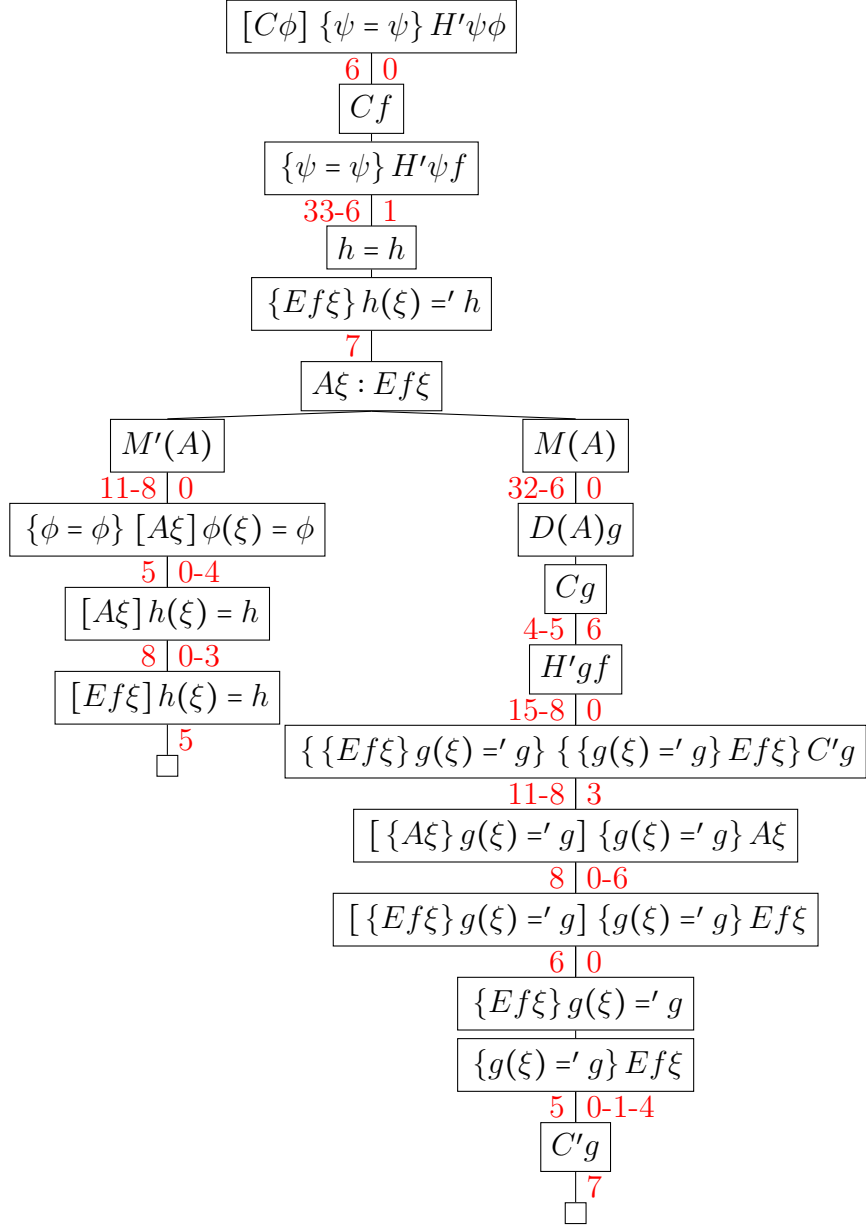 [Cϕ] {ψ = ψ} H′ψϕ
6 0
Cf
{ψ = ψ} H′ψf
33-6 1
h = h
{Efξ} h(ξ) =′ h
7
Aξ : Efξ
M′(A) M(A)
11-8 0 32-6 0
{ϕ = ϕ} [Aξ] ϕ(ξ) = ϕ D(A)g
5 0-4 Cg
[Aξ] h(ξ) = h 4-5 6
8 0-3 H′gf
[Efξ] h(ξ) = h 15-8 0
5 { {Efξ} g(ξ) =′ g} { {g(ξ) =′ g} Efξ} C′g
11-8 3
[ {Aξ} g(ξ) =′ g] {g(ξ) =′ g} Aξ
8 0-6
[ {Efξ} g(ξ) =′ g] {g(ξ) =′ g} Efξ
6 0
{Efξ} g(ξ) =′ g
{g(ξ) =′ g} Efξ
5 0-1-4
C′g
7